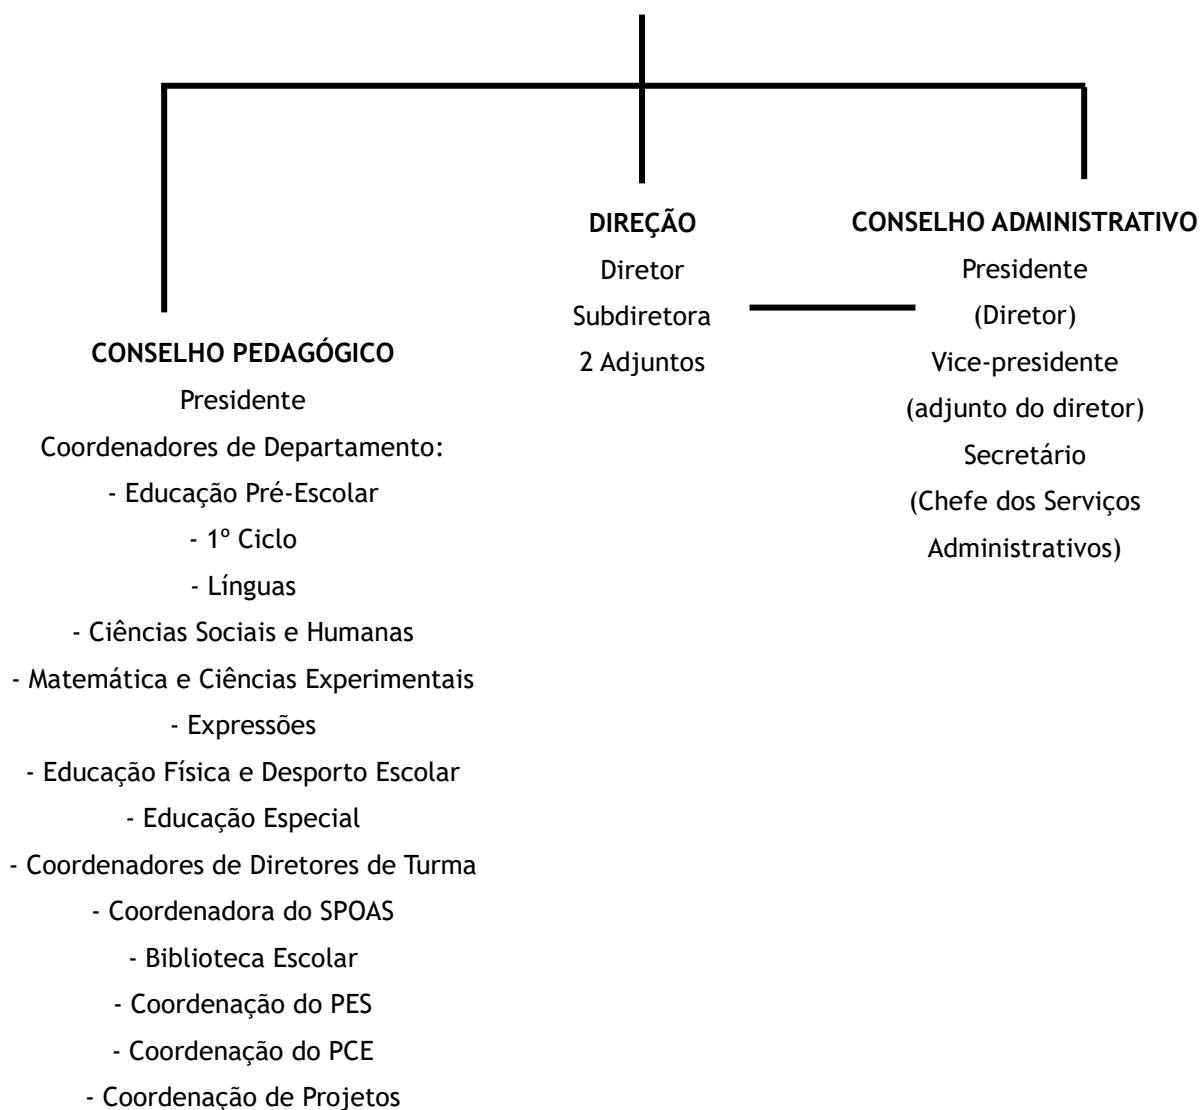 DIREÇÃO
Diretor
Subdiretora
2 Adjuntos
CONSELHO ADMINISTRATIVO
Presidente
(Diretor)
Vice-presidente
(adjunto do diretor)
Secretário
(Chefe dos Serviços
Administrativos)
CONSELHO PEDAGÓGICO
Presidente
Coordenadores de Departamento:
- Educação Pré-Escolar
- 1º Ciclo
- Línguas
- Ciências Sociais e Humanas
- Matemática e Ciências Experimentais
- Expressões
- Educação Física e Desporto Escolar
- Educação Especial
- Coordenadores de Diretores de Turma
- Coordenadora do SPOAS
- Biblioteca Escolar
- Coordenação do PES
- Coordenação do PCE
- Coordenação de Projetos